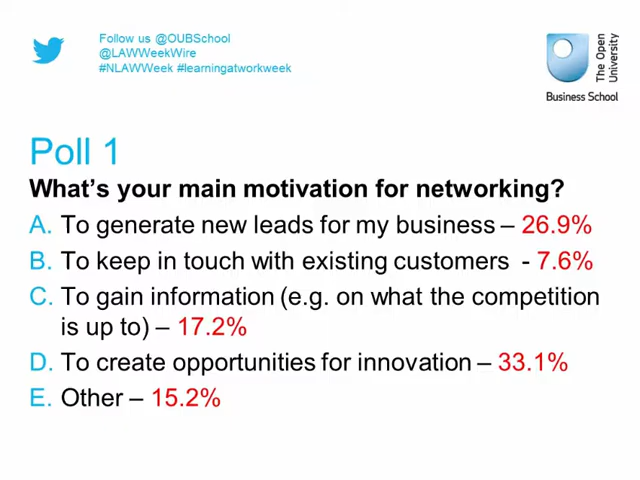 Follow us @OUBSchool
@LAWWeekWire
#NLAWWeek #learningatworkweek
The Open
University
Business School
Poll 1
What's your main motivation for networking?
A. To generate new leads for my business – 26.9%
B. To keep in touch with existing customers - 7.6%
C. To gain information (e.g. on what the competition
is up to) – 17.2%
D. To create opportunities for innovation – 33.1%
E. Other – 15.2%